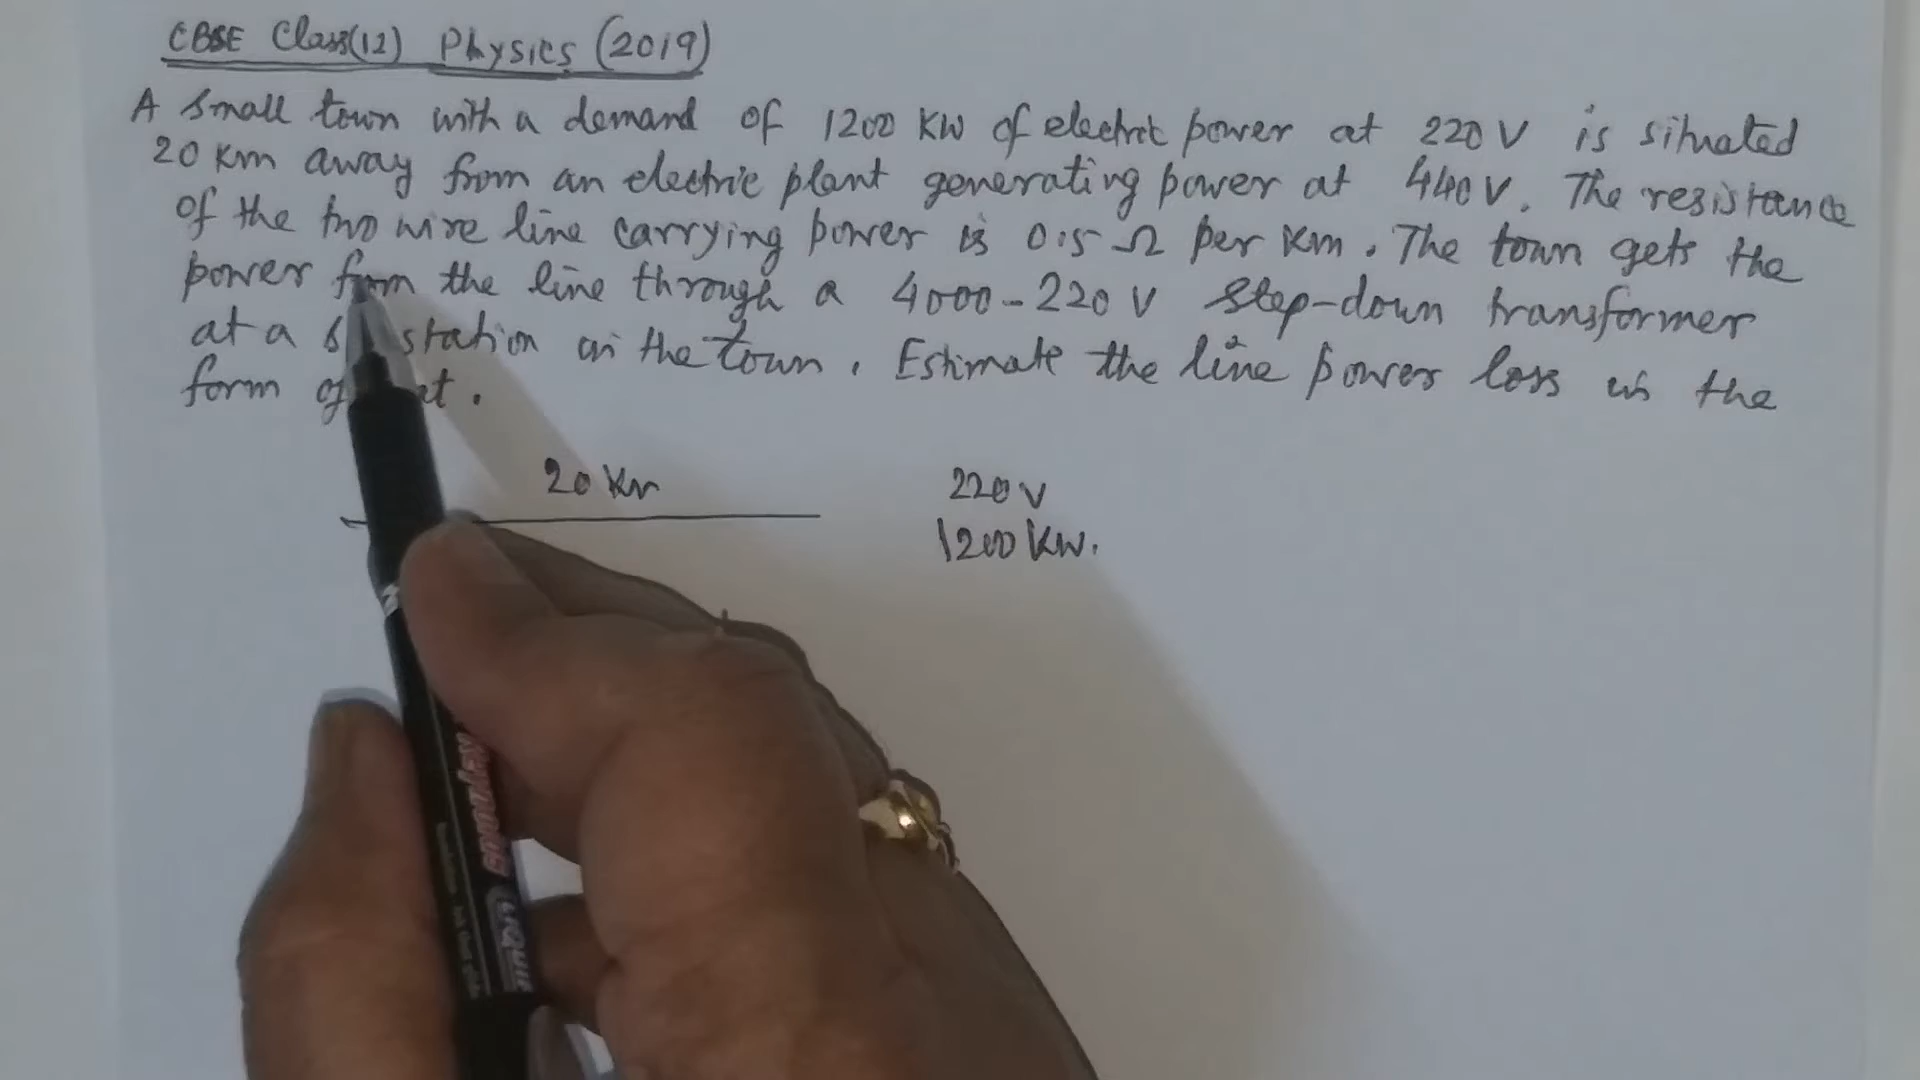 CBSE Class(12) Physics (2019)
A small town with a demand of 1200 KW of electric power at 220 V is situated
20 Km away from an electric plant generating power at 440 V. The resistance
of the two wire line carrying power is 0.5 Ω per Km. The town gets the
power from the line through a 4000-220 V step-down transformer
at a station in the town. Estimate the line power loss in the
form of
20 Km
220 V
1200 KW.
LIQUID